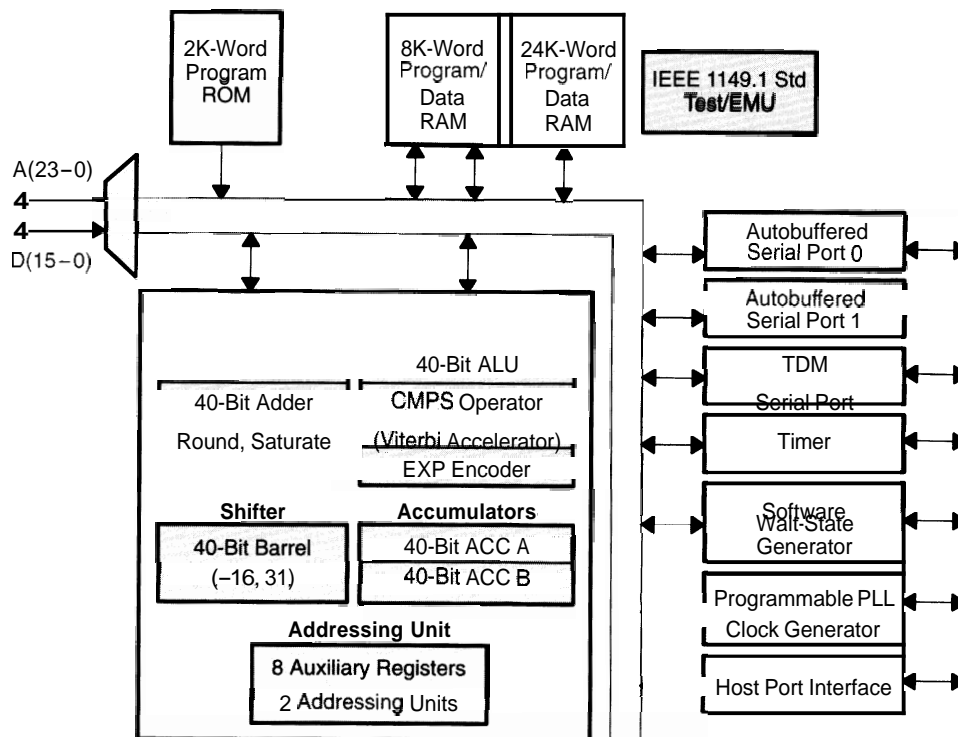 2K-Word
Program
ROM
8K-Word
Program/
Data
RAM
24K-Word
Program/
Data
RAM
IEEE 1149.1 Std
Test/EMU
A(23–0)
4
4
D(15–0)
Autobuffered
Serial Port 0
Autobuffered
Serial Port 1
TDM
Serial Port
Timer
Software
Wait-State
Generator
Programmable PLL
Clock Generator
Host Port Interface
40-Bit Adder
Round, Saturate
40-Bit ALU
CMPS Operator
(Viterbi Accelerator)
EXP Encoder
Shifter
40-Bit Barrel
(–16, 31)
Accumulators
40-Bit ACC A
40-Bit ACC B
Addressing Unit
8 Auxiliary Registers
2 Addressing Units